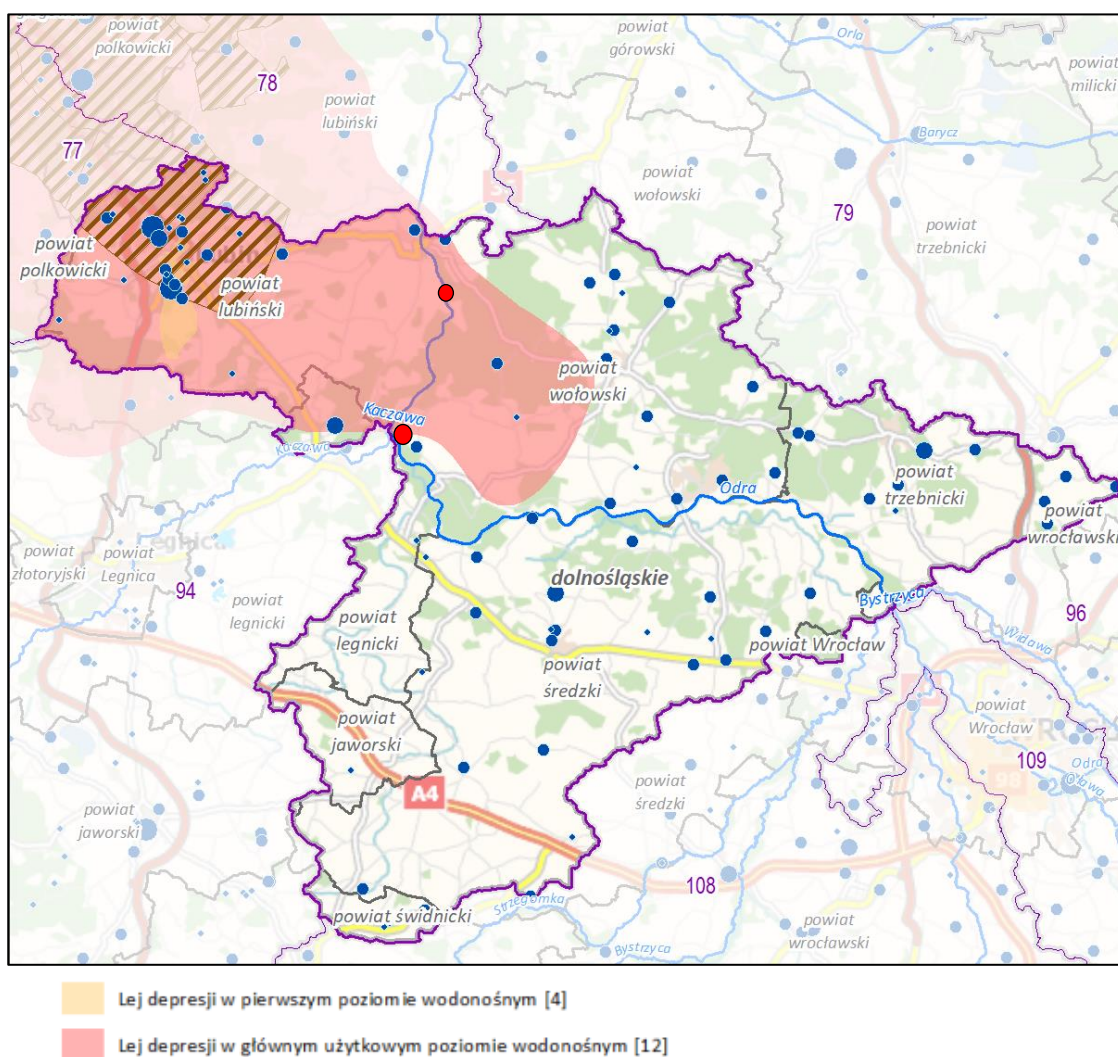 powiat
polkowicki
78
powiat
lubiński
powiat
górowski
Orla
powiat
milicki
Barycz
77
powiat
wołowski
79
powiat
trzebnicki
powiat
polkowicki
powiat
lubiński
powiat
wołowski
Kaczawa
Kaczawa
Odra
powiat
trzebnicki
powiat
wrocławski
Legnica
powiat
złotoryjski
powiat
Legnica
94
powiat
legnicki
dolnośląskie
Bystrzyca
96
Widawa
powiat
legnicki
powiat Wrocław
powiat
średzki
powiat
jaworski
powiat
Wrocław
109
Odra
Oława
98
powiat
średzki
A4
powiat
jaworski
108
Strzegomka
powiat świdnicki
powiat
wrocławski
Bystrzyca
Lej depresji w pierwszym poziomie wodonośnym [4]
Lej depresji w głównym użytkowym poziomie wodonośnym [12]